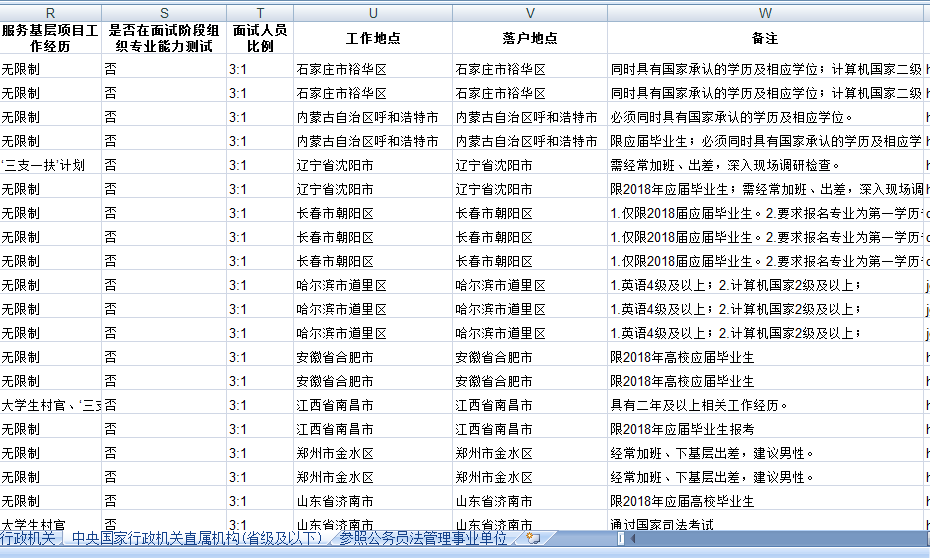 R S T U V W
服务基层项目工作经历 是否在面试阶段组织专业能力测试 面试人员比例 工作地点 落户地点 备注
无限制 否 3:1 石家庄市裕华区 石家庄市裕华区 同时具有国家承认的学历及相应学位；计算机国家二级
无限制 否 3:1 石家庄市裕华区 石家庄市裕华区 同时具有国家承认的学历及相应学位；计算机国家二级
无限制 否 3:1 内蒙古自治区呼和浩特市 内蒙古自治区呼和浩特市 必须同时具有国家承认的学历及相应学位。
无限制 否 3:1 内蒙古自治区呼和浩特市 内蒙古自治区呼和浩特市 限应届毕业生；必须同时具有国家承认的学历及相应学
'三支一扶'计划 否 3:1 辽宁省沈阳市 辽宁省沈阳市 需经常加班、出差，深入现场调研检查。
无限制 否 3:1 辽宁省沈阳市 辽宁省沈阳市 限2018年应届毕业生；需经常加班、出差，深入现场调
无限制 否 3:1 长春市朝阳区 长春市朝阳区 1.仅限2018届应届毕业生。2.要求报名专业为第一学历
无限制 否 3:1 长春市朝阳区 长春市朝阳区 1.仅限2018届应届毕业生。2.要求报名专业为第一学历
无限制 否 3:1 长春市朝阳区 长春市朝阳区 1.仅限2018届应届毕业生。2.要求报名专业为第一学历
无限制 否 3:1 哈尔滨市道里区 哈尔滨市道里区 1.英语4级及以上；2.计算机国家2级及以上；
无限制 否 3:1 哈尔滨市道里区 哈尔滨市道里区 1.英语4级及以上；2.计算机国家2级及以上；
无限制 否 3:1 哈尔滨市道里区 哈尔滨市道里区 1.英语4级及以上；2.计算机国家2级及以上；
无限制 否 3:1 安徽省合肥市 安徽省合肥市 限2018年高校应届毕业生
无限制 否 3:1 安徽省合肥市 安徽省合肥市 限2018年高校应届毕业生
大学生村官、'三支 否 3:1 江西省南昌市 江西省南昌市 具有二年及以上相关工作经历。
无限制 否 3:1 江西省南昌市 江西省南昌市 限2018年应届毕业生报考
无限制 否 3:1 郑州市金水区 郑州市金水区 经常加班、下基层出差，建议男性。
无限制 否 3:1 郑州市金水区 郑州市金水区 经常加班、下基层出差，建议男性。
无限制 否 3:1 山东省济南市 山东省济南市 限2018年应届高校毕业生
大学生村官 否 3:1 山东省济南市 山东省济南市 通过国家司法考试
行政机关 中央国家行政机关直属机构(省级及以下) 参照公务员法管理事业单位